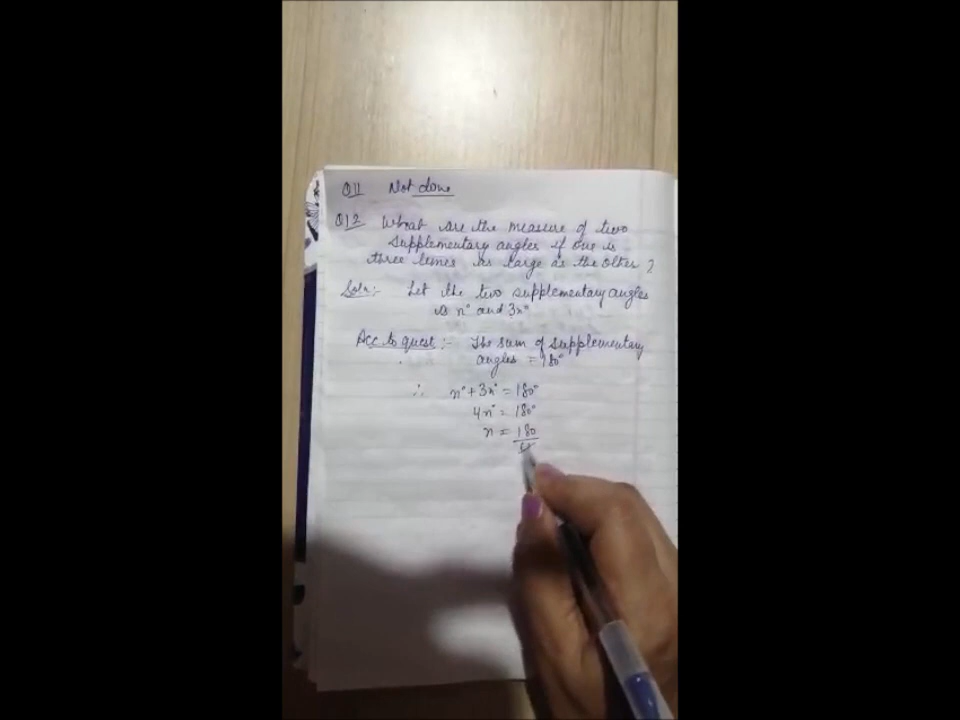 Q11 Not done
Q12 What are the measure of two
supplementary angles if one is
three times as large as the other ?
Soln:- Let the two supplementary angles
is x° and 3x°
Acc to quest:- The sum of supplementary
angles = 180°
∴ x° + 3x° = 180°
4x° = 180°
x = 180
4